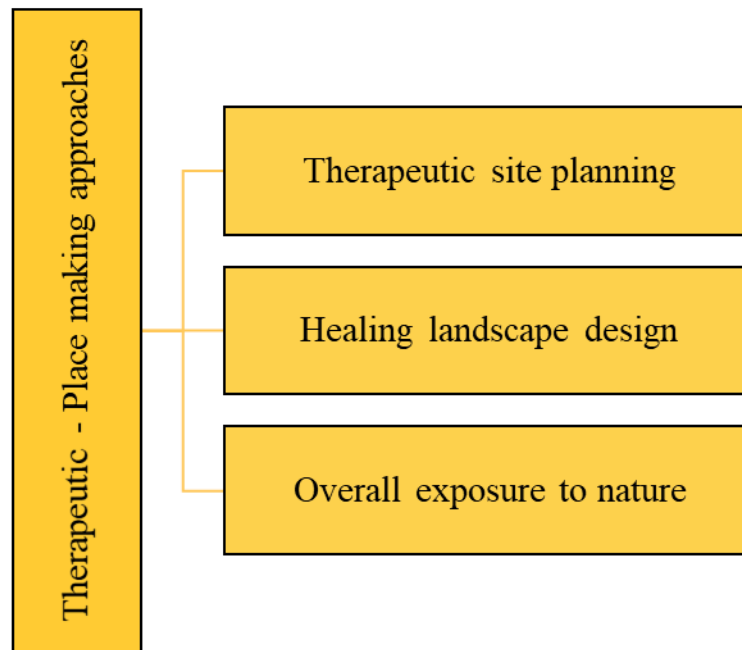 Therapeutic - Place making approaches
Therapeutic site planning
Healing landscape design
Overall exposure to nature